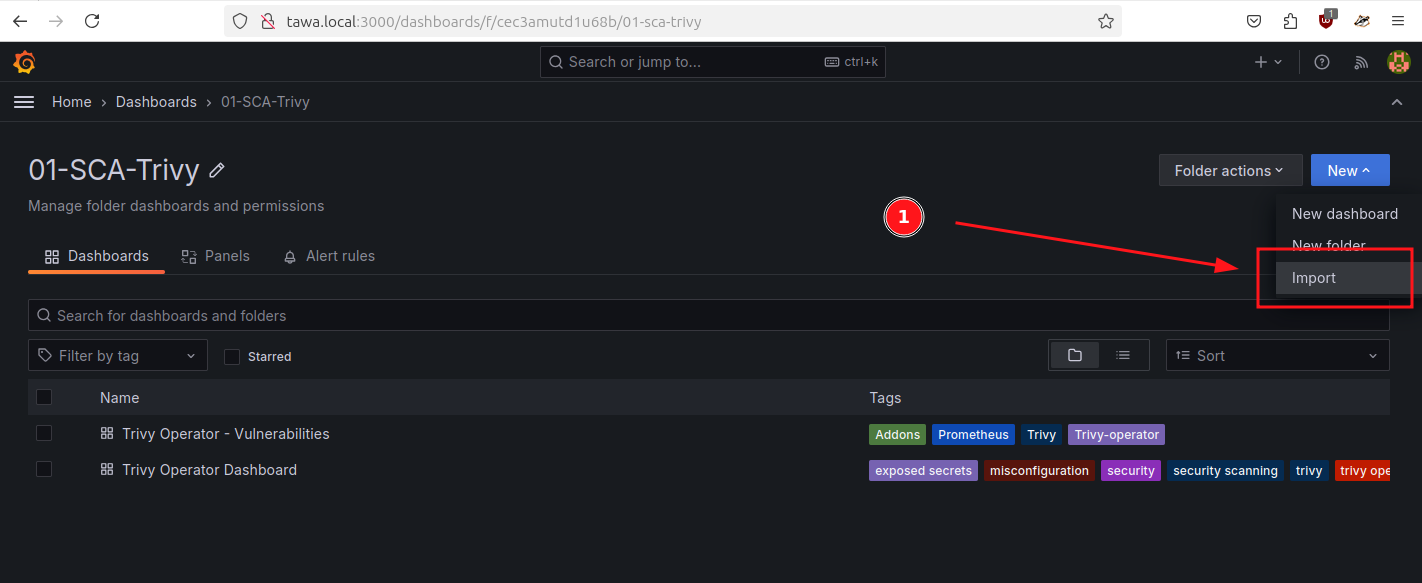 tawa.local:3000/dashboards/f/cec3amutd1u68b/01-sca-trivy
1
Search or jump to... ctrl+k
Home › Dashboards › 01-SCA-Trivy
01-SCA-Trivy
Folder actions New
Manage folder dashboards and permissions
1
New dashboard
New folder
Import
Dashboards Panels Alert rules
Search for dashboards and folders
Filter by tag Starred Sort
Name Tags
Trivy Operator - Vulnerabilities Addons Prometheus Trivy Trivy-operator
Trivy Operator Dashboard exposed secrets misconfiguration security security scanning trivy trivy ope